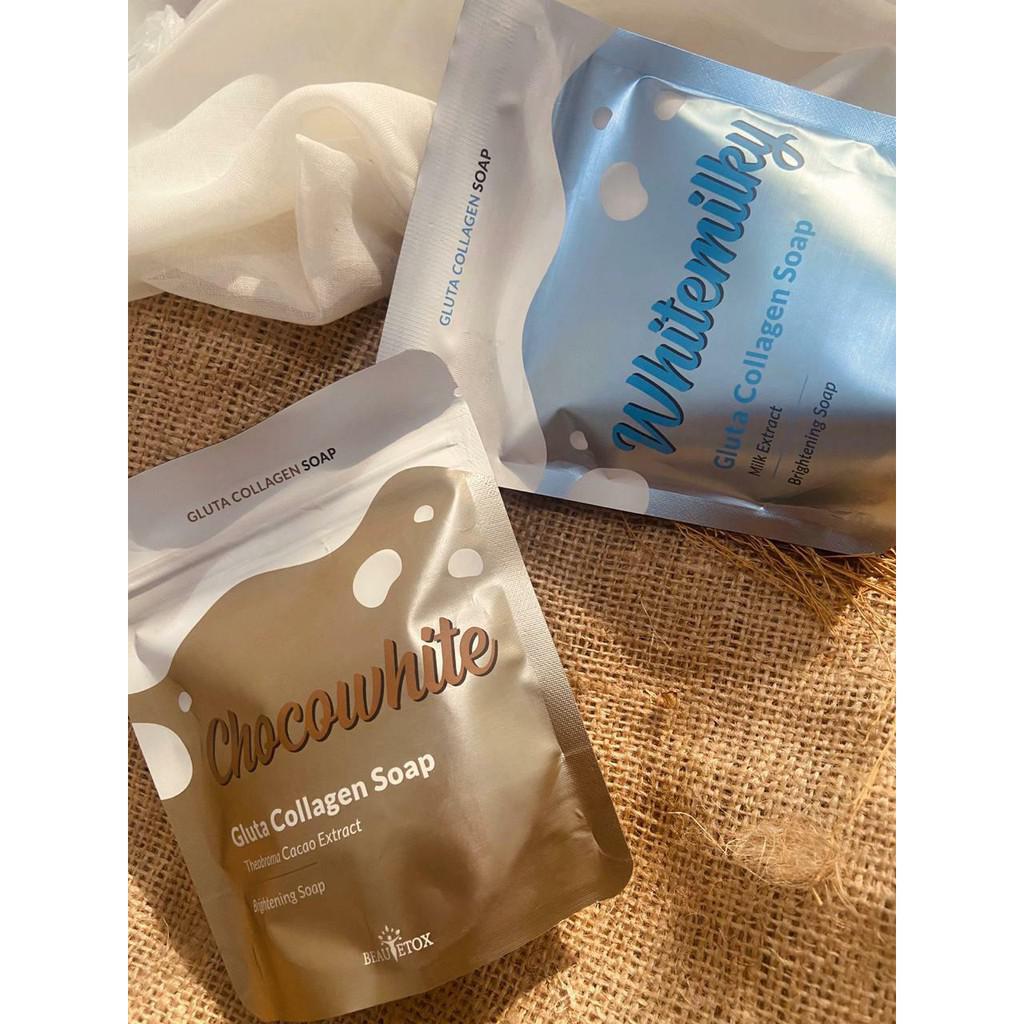 GLUTA COLLAGEN SOAP
Whitemilky
Gluta Collagen Soap
Milk Extract
Brightening Soap
GLUTA COLLAGEN SOAP
Chocowhite
Gluta Collagen Soap
Theobroma Cacao Extract
Brightening Soap
BEAUTETOX